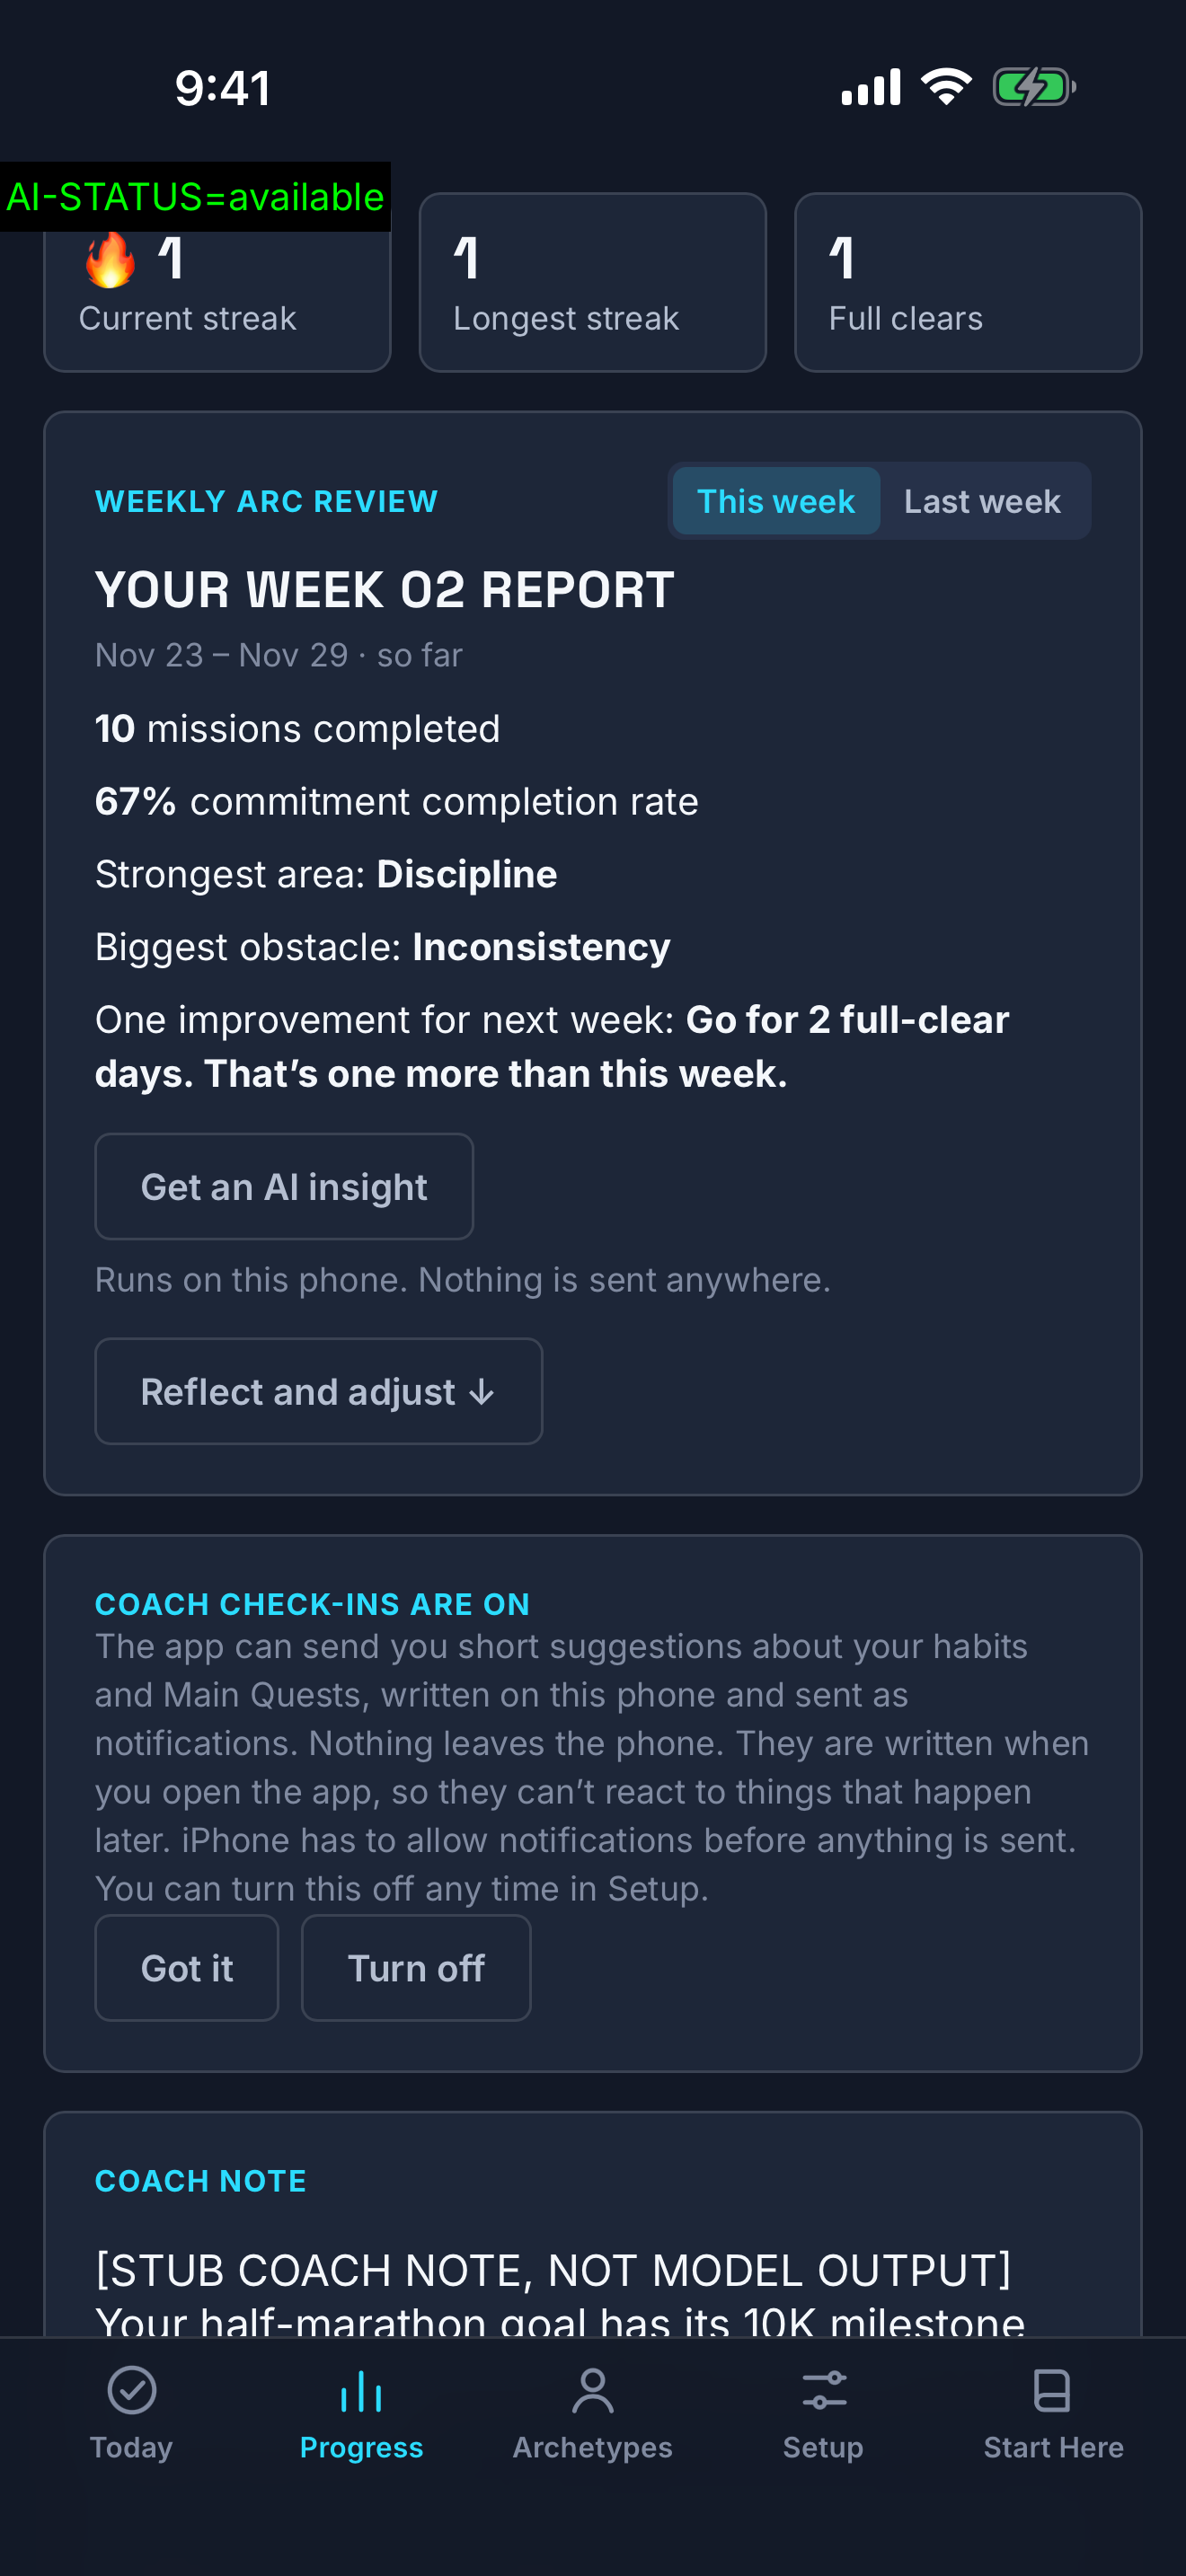 9:41
AI-STATUS=available
🔥 1
Current streak
1
Longest streak
1
Full clears
WEEKLY ARC REVIEW
This week
Last week
YOUR WEEK 02 REPORT
Nov 23 – Nov 29 · so far
10 missions completed
67% commitment completion rate
Strongest area: Discipline
Biggest obstacle: Inconsistency
One improvement for next week: Go for 2 full-clear
days. That’s one more than this week.
Get an AI insight
Runs on this phone. Nothing is sent anywhere.
Reflect and adjust ↓
COACH CHECK-INS ARE ON
The app can send you short suggestions about your habits
and Main Quests, written on this phone and sent as
notifications. Nothing leaves the phone. They are written when
you open the app, so they can’t react to things that happen
later. iPhone has to allow notifications before anything is sent.
You can turn this off any time in Setup.
Got it
Turn off
COACH NOTE
[STUB COACH NOTE, NOT MODEL OUTPUT]
Your half-marathon goal has its 10K milestone
Today
Progress
Archetypes
Setup
Start Here